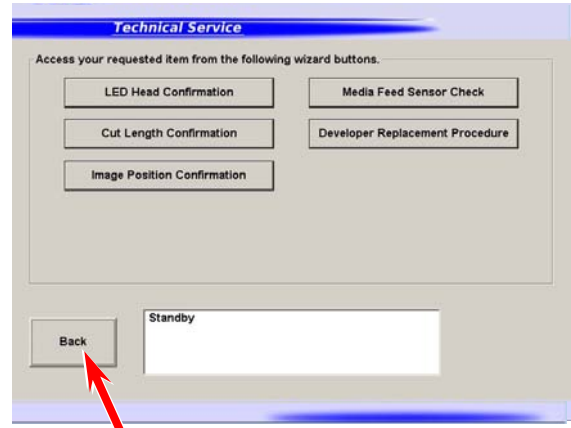 Technical Service
Access your requested item from the following wizard buttons.
LED Head Confirmation
Media Feed Sensor Check
Cut Length Confirmation
Developer Replacement Procedure
Image Position Confirmation
Standby
Back